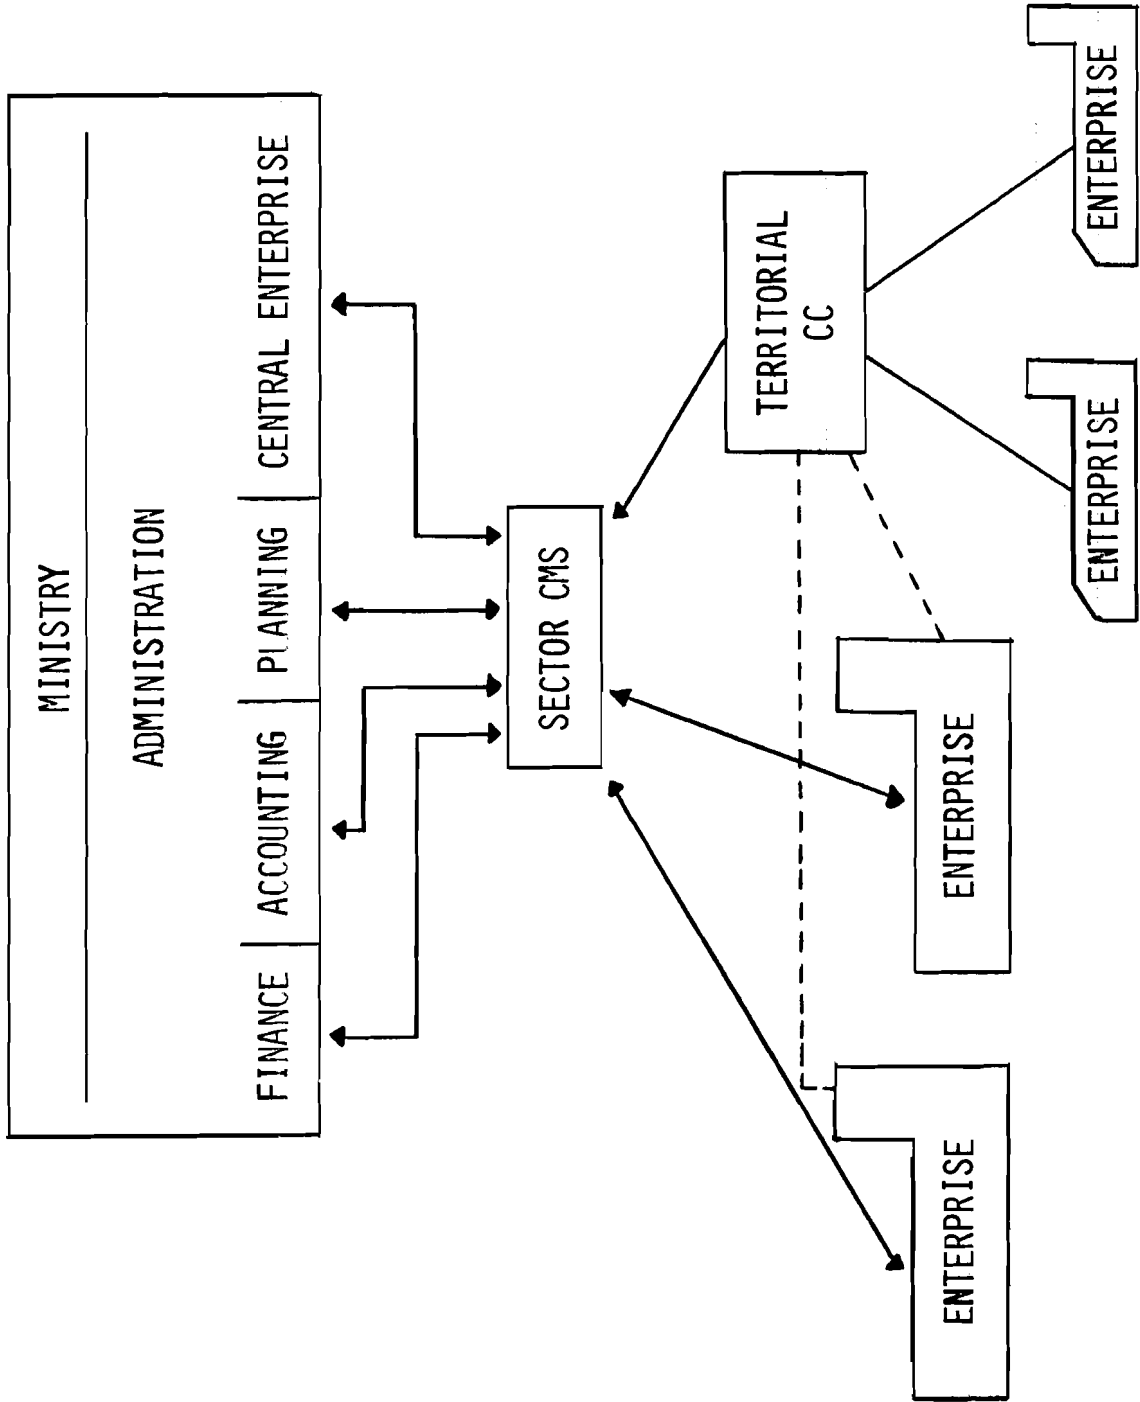 MINISTRY
ADMINISTRATION
FINANCE
ACCOUNTING
PLANNING
CENTRAL ENTERPRISE
SECTOR CMS
TERRITORIAL
CC
ENTERPRISE
ENTERPRISE
ENTERPRISE
ENTERPRISE